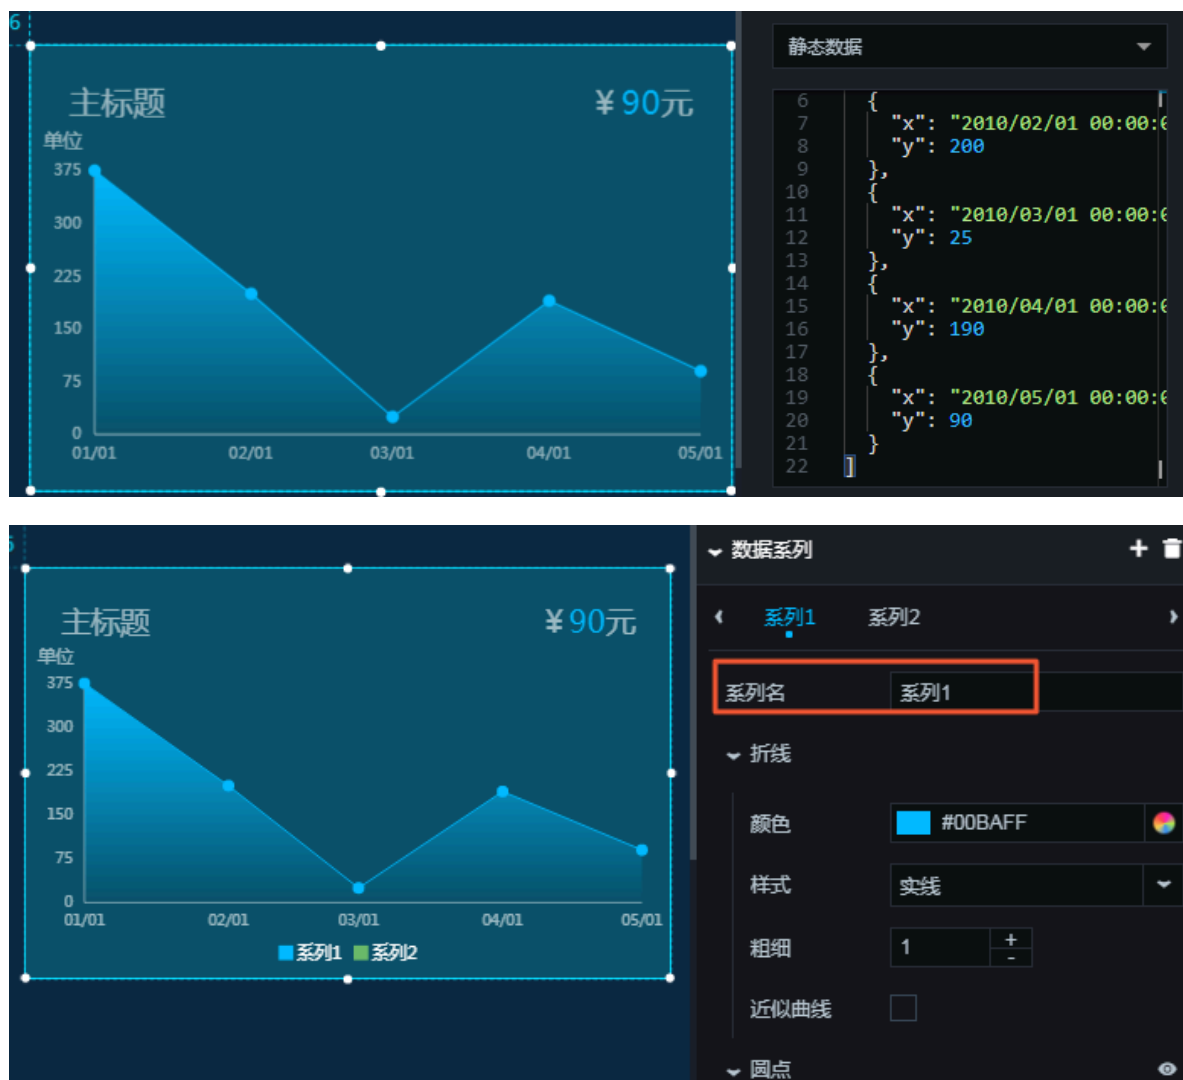 6
静态数据
主标题
¥ 90元
单位
375
300
225
150
75
0
01/01
02/01
03/01
04/01
05/01
6 {
7 "x": "2010/02/01 00:00:0
8 "y": 200
9 },
10 {
11 "x": "2010/03/01 00:00:0
12 "y": 25
13 },
14 {
15 "x": "2010/04/01 00:00:0
16 "y": 190
17 },
18 {
19 "x": "2010/05/01 00:00:0
20 "y": 90
21 }
22 ]
主标题
¥ 90元
单位
375
300
225
150
75
0
01/01
02/01
03/01
04/01
05/01
系列1
系列2
数据系列
系列1
系列2
系列名
系列1
折线
颜色
#00BAFF
样式
实线
粗细
1
+
-
近似曲线
圆点